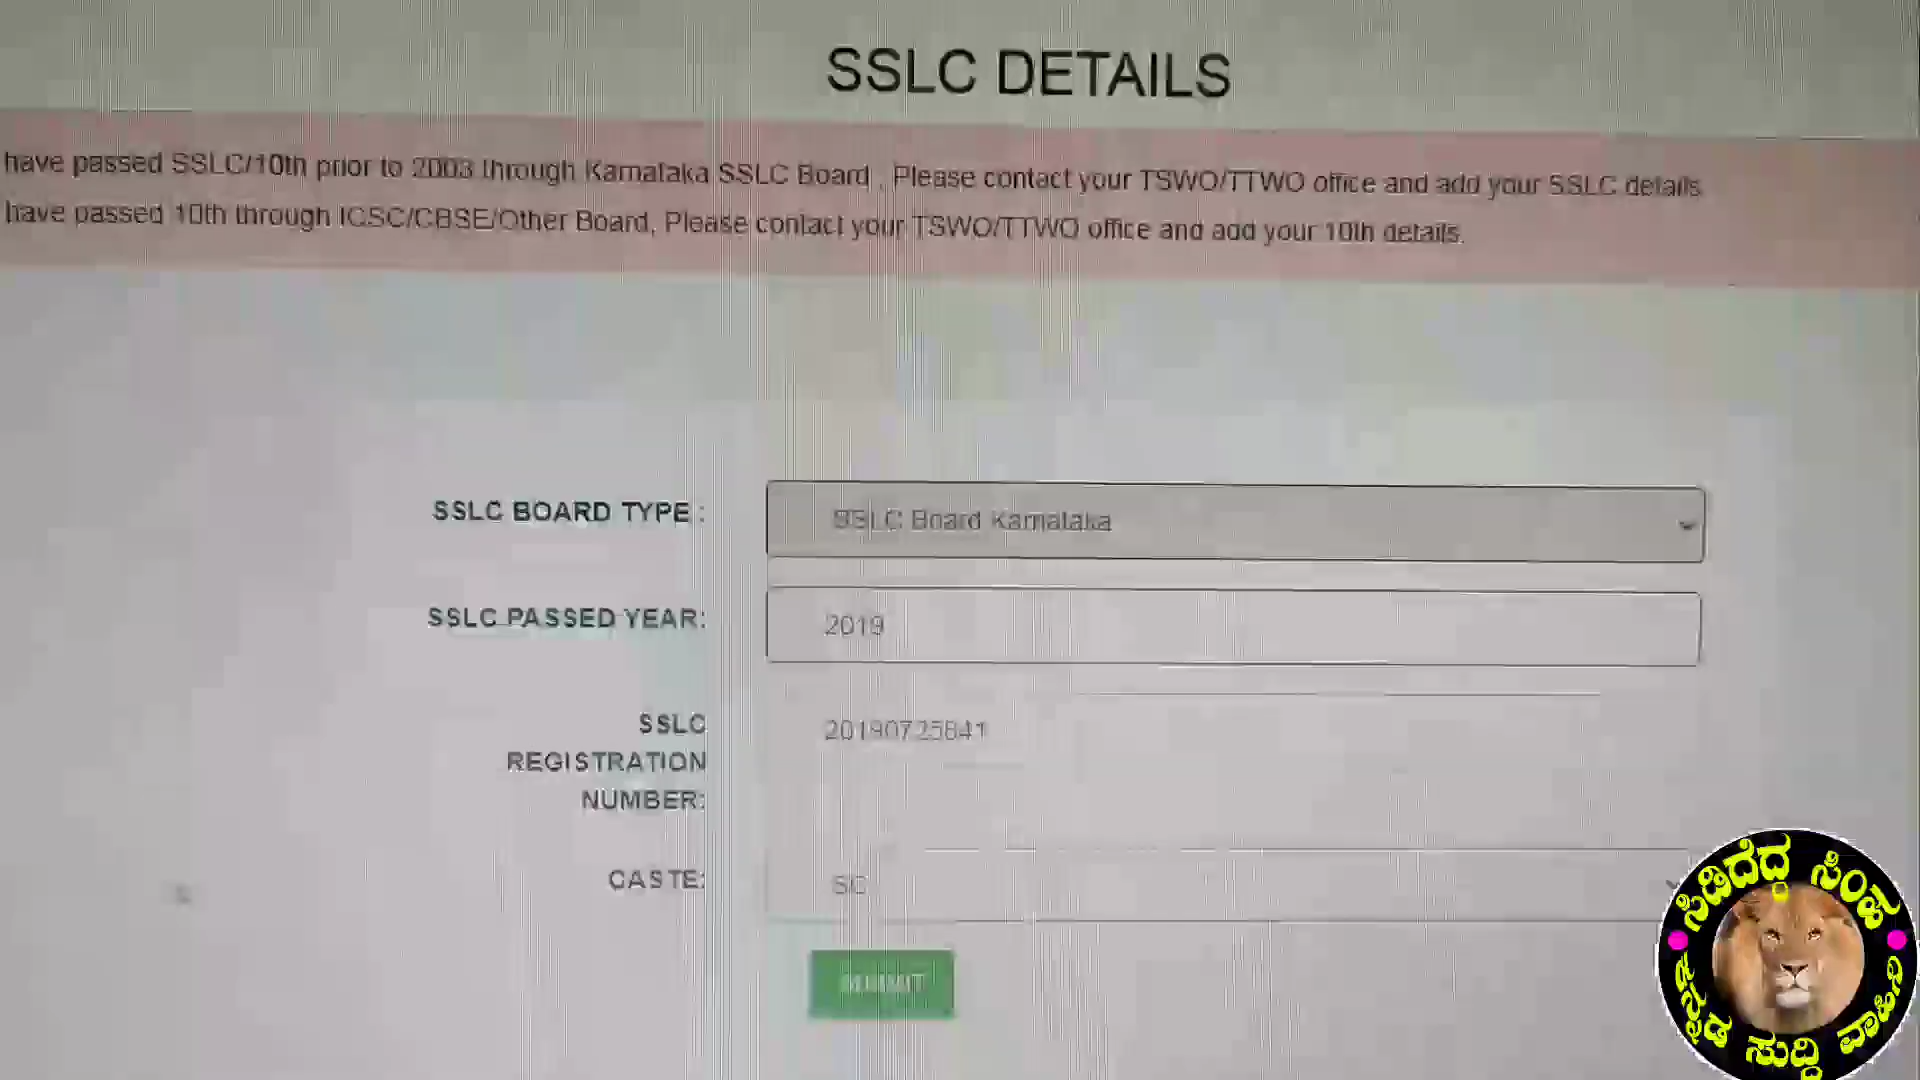 SSLC DETAILS
have passed SSLC/10th prior to 2003 through Karnataka SSLC Board , Please contact your TSWO/TTWO office and add your SSLC details
have passed 10th through ICSC/CBSE/Other Board, Please contact your TSWO/TTWO office and add your 10th details.
SSLC BOARD TYPE : SSLC Board Karnataka
SSLC PASSED YEAR: 2019
SSLC 20190725841
REGISTRATION
NUMBER:
CASTE: SC
SUBMIT
ಸಿಡಿದೆದ್ದ ಸಿಂಹ
ಕನ್ನಡ ಸುದ್ದಿ ವಾಹಿನಿ